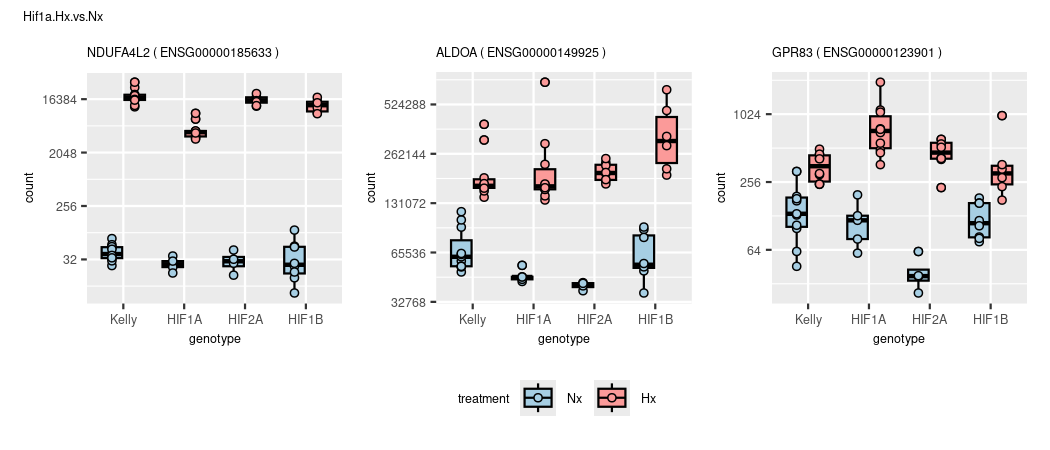 Hif1a.Hx.vs.Nx
NDUFA4L2 ( ENSG00000185633 )
16384
2048
256
32
count
Kelly HIF1A HIF2A HIF1B
genotype
ALDOA ( ENSG00000149925 )
524288
262144
131072
65536
32768
count
Kelly HIF1A HIF2A HIF1B
genotype
GPR83 ( ENSG00000123901 )
1024
256
64
count
Kelly HIF1A HIF2A HIF1B
genotype
treatment Nx Hx